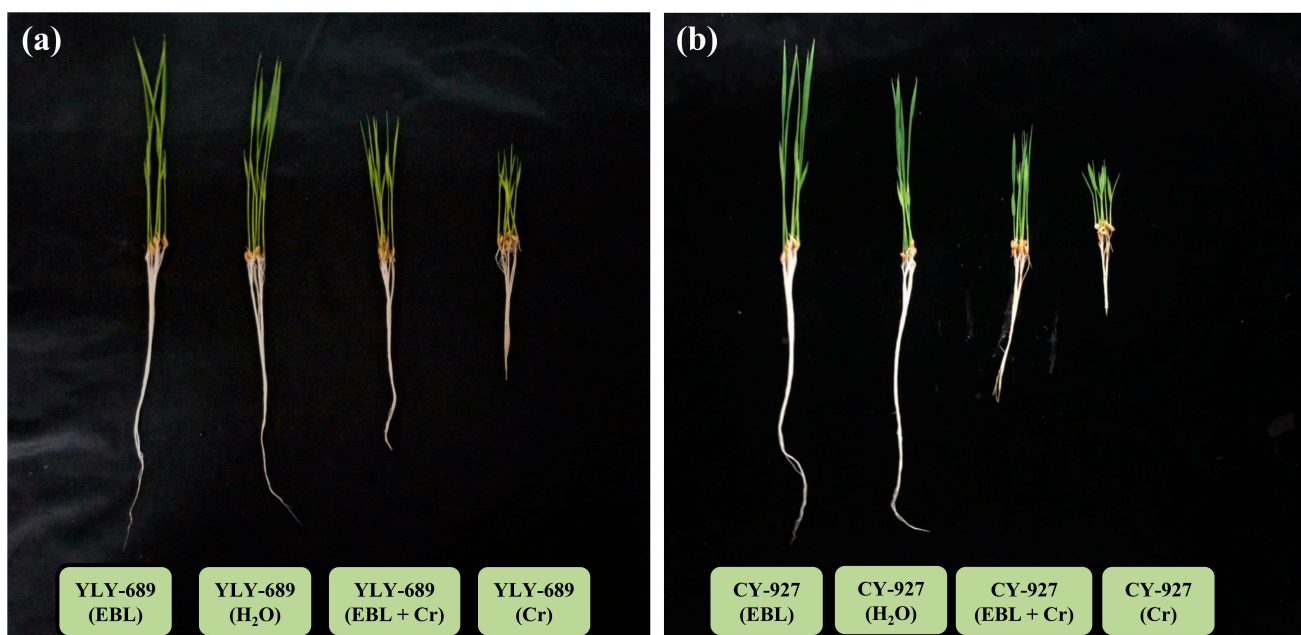 (a)
YLY-689
(EBL)
YLY-689
(H₂O)
YLY-689
(EBL + Cr)
YLY-689
(Cr)
(b)
CY-927
(EBL)
CY-927
(H₂O)
CY-927
(EBL + Cr)
CY-927
(Cr)